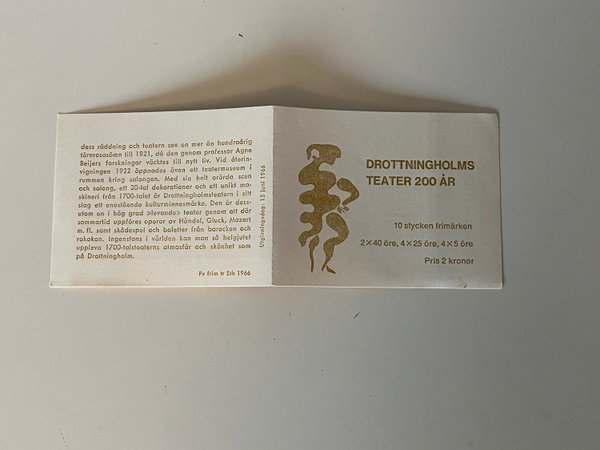 dess räddning och teatern sov en mer än hundraårig
törnrosasömn till 1921, då den genom professor Agne
Beijers forskningar väcktes till nytt liv. Vid återin-
vigningen 1922 öppnades även ett teatermuseum i
rummen kring salongen. Med sin helt orörda scen
och salong, ett 30-tal dekorationer och ett unikt ma-
skineri från 1700-talet är Drottningholmsteatern i sitt
slag ett enastående kulturminnesmärke. Den är dess-
utom en i hög grad »levande» teater genom att där
sommartid uppföres operor av Händel, Gluck, Mozart
m. fl. samt skådespel och baletter från barocken och
rokokon. Ingenstans i världen kan man så helgjutet
uppleva 1700-talsteaterns atmosfär och skönhet som
på Drottningholm.
Pv frim tr Sth 1966
Utgivningsdag: 15 juni 1966
DROTTNINGHOLMS
TEATER 200 ÅR
10 stycken frimärken
2×40 öre, 4×25 öre, 4×5 öre
Pris 2 kronor